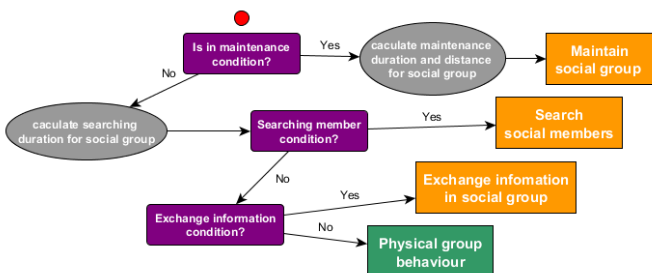 Is in maintenance
condition?
Yes
caculate maintenance
duration and distance
for social group
Maintain
social group
No
caculate searching
duration for social group
Searching member
condition?
Yes
Search
social members
No
Exchange information
condition?
Yes
Exchange infomation
in social group
No
Physical group
behaviour